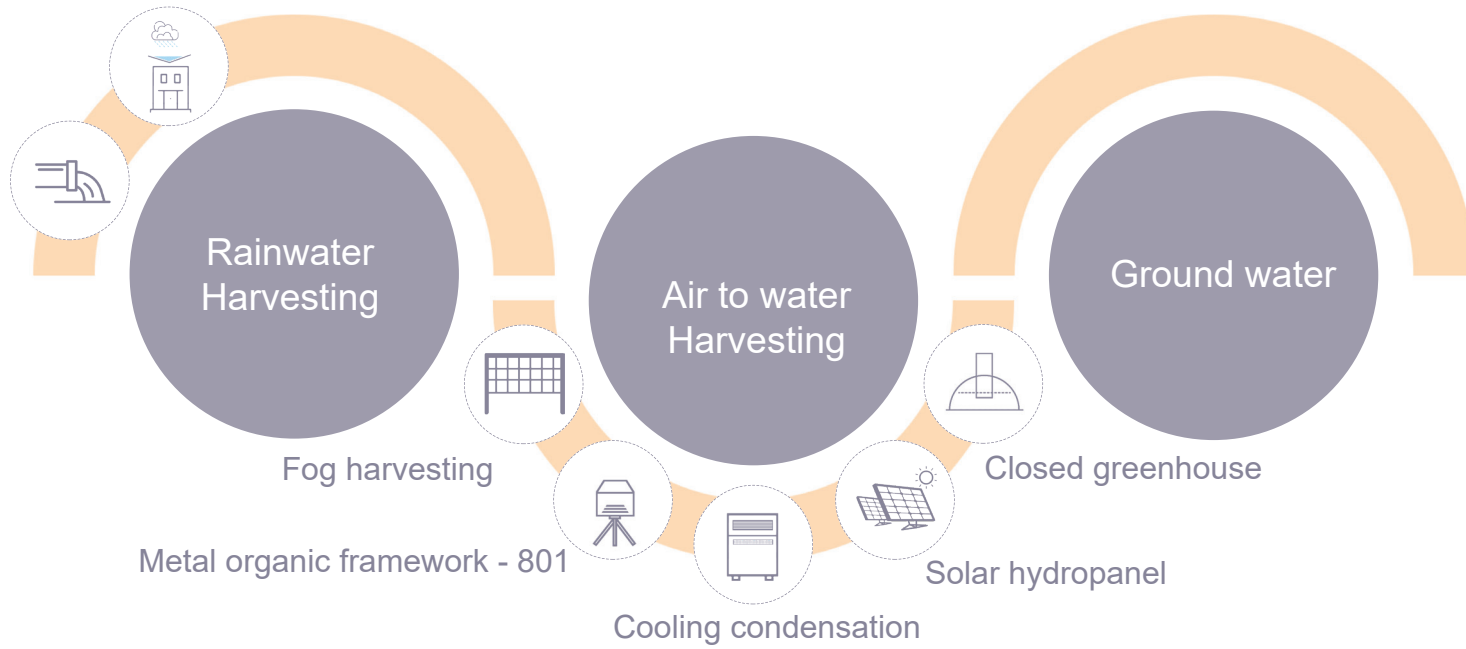 Rainwater
Harvesting
Air to water
Harvesting
Ground water
Fog harvesting
Closed greenhouse
Metal organic framework - 801
Solar hydropanel
Cooling condensation